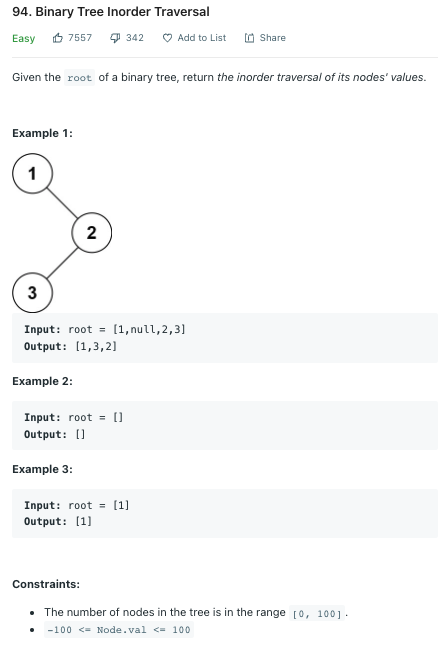 94. Binary Tree Inorder Traversal
Easy 7557 342 Add to List Share
Given the root of a binary tree, return the inorder traversal of its nodes' values.
Example 1:
1
2
3
Input: root = [1,null,2,3]
Output: [1,3,2]
Example 2:
Input: root = []
Output: []
Example 3:
Input: root = [1]
Output: [1]
Constraints:
• The number of nodes in the tree is in the range [0, 100].
• -100 <= Node.val <= 100